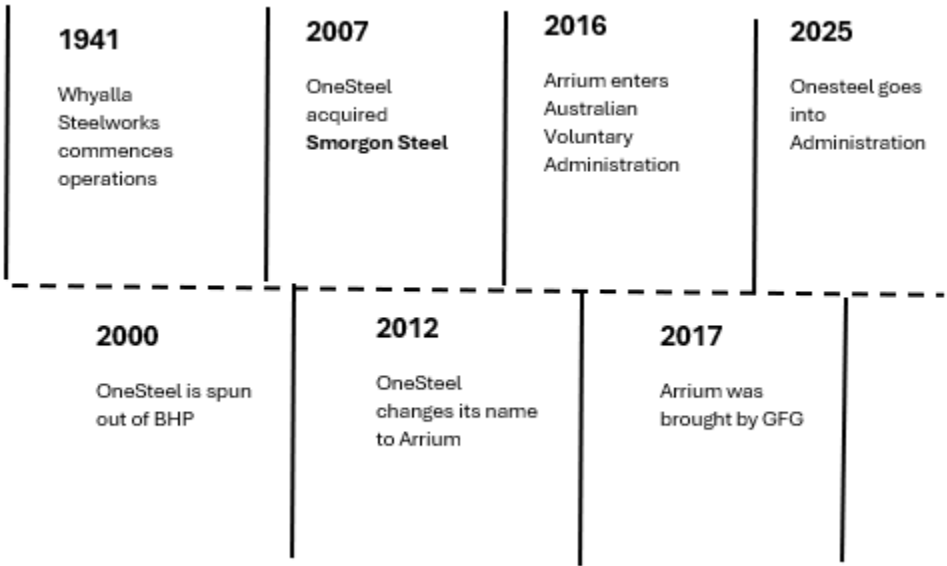 1941
Whyalla
Steelworks
commences
operations
2007
OneSteel
acquired
Smorgon Steel
2016
Arrium enters
Australian
Voluntary
Administration
2025
Onesteel goes
into
Administration
2000
OneSteel is spun
out of BHP
2012
OneSteel
changes its name
to Arrium
2017
Arrium was
brought by GFG